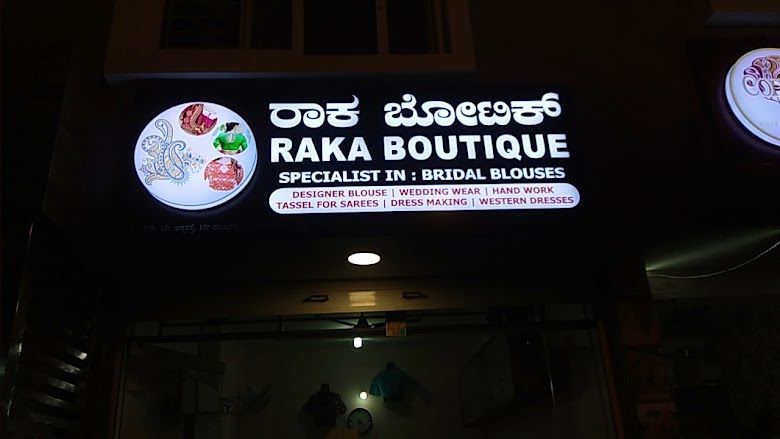 ರಾಕ ಬೋಟಿಕ್
RAKA BOUTIQUE
SPECIALIST IN : BRIDAL BLOUSES
DESIGNER BLOUSE | WEDDING WEAR | HAND WORK
TASSEL FOR SAREES | DRESS MAKING | WESTERN DRESSES